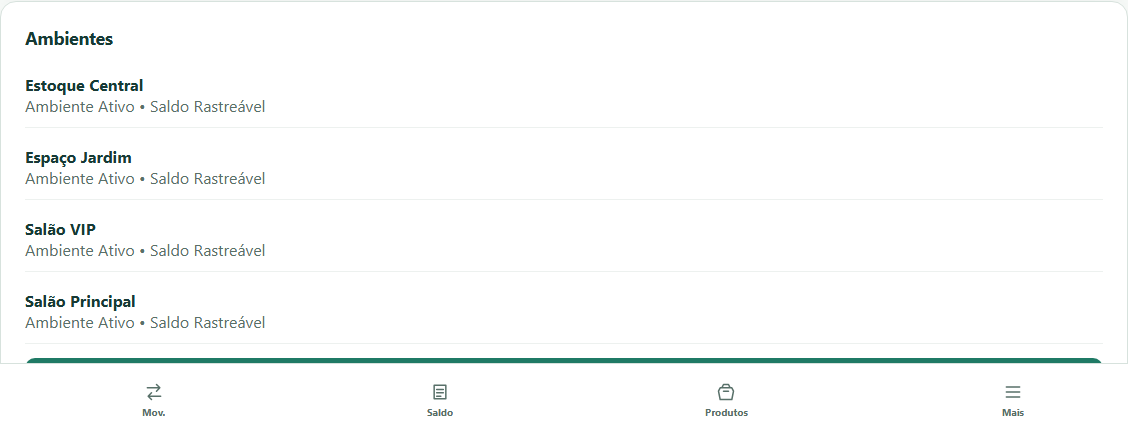 Ambientes
Estoque Central
Ambiente Ativo • Saldo Rastreável
Espaço Jardim
Ambiente Ativo • Saldo Rastreável
Salão VIP
Ambiente Ativo • Saldo Rastreável
Salão Principal
Ambiente Ativo • Saldo Rastreável
Mov.
Saldo
Produtos
Mais